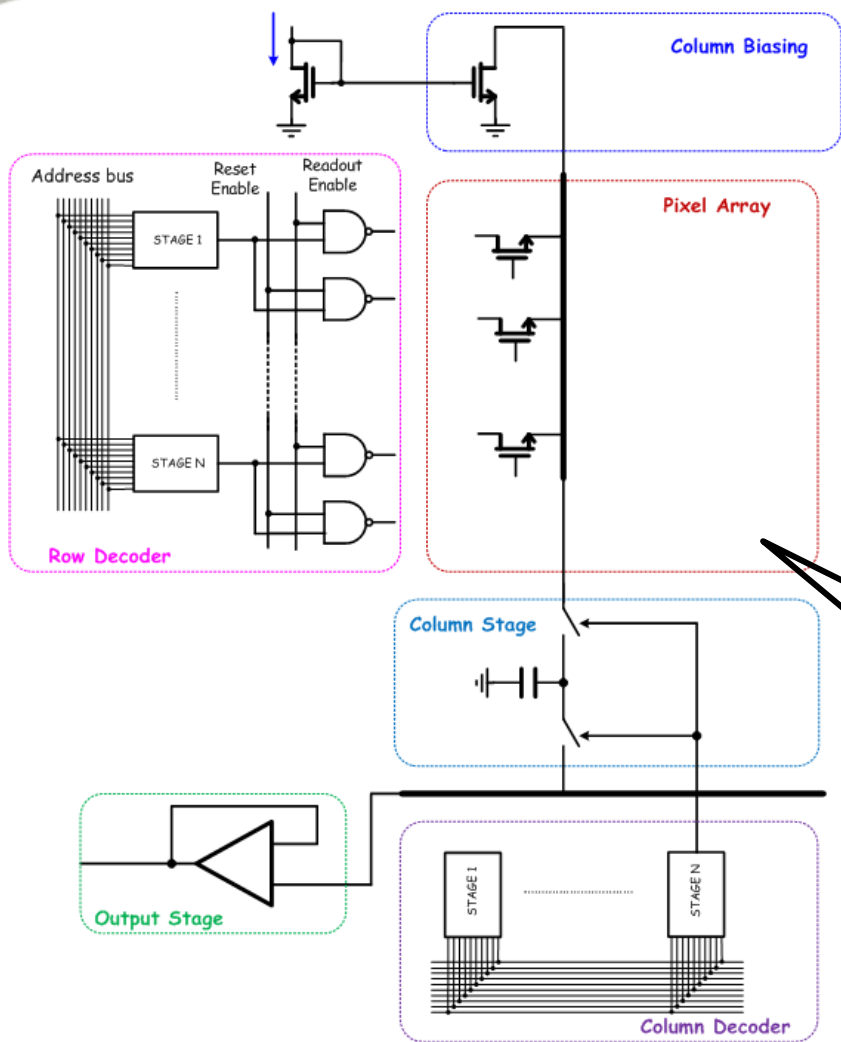 Column Biasing
Address bus
Reset
Enable
Readout
Enable
Pixel Array
STAGE 1
STAGE N
Row Decoder
Column Stage
Output Stage
STAGE 1
STAGE N
Column Decoder